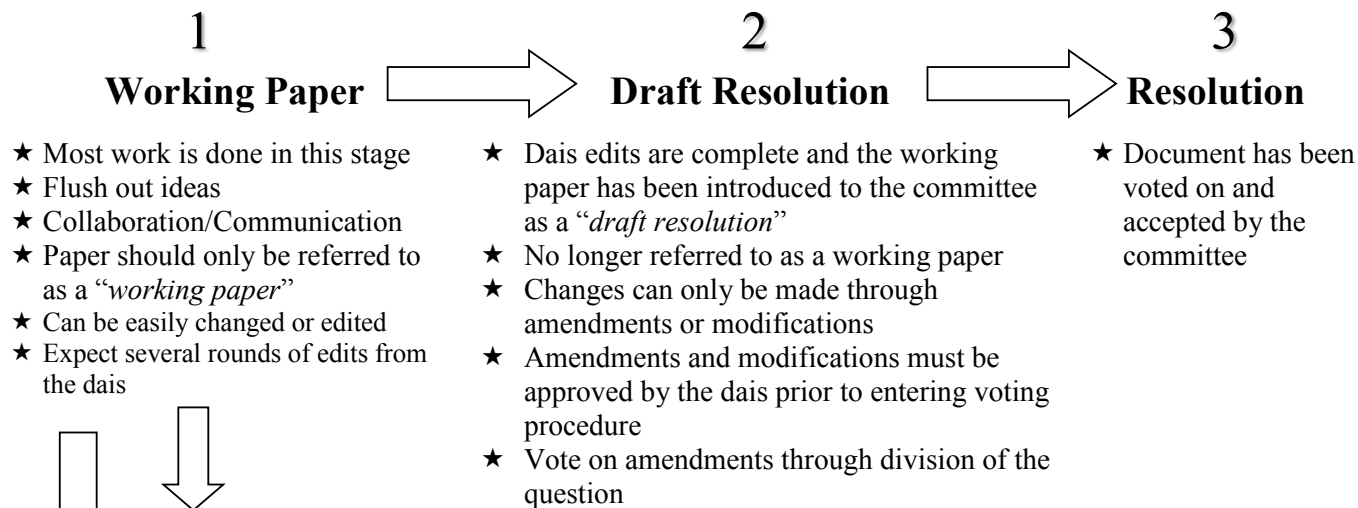 1
Working Paper
★ Most work is done in this stage
★ Flush out ideas
★ Collaboration/Communication
★ Paper should only be referred to
as a “working paper”
★ Can be easily changed or edited
★ Expect several rounds of edits from
the dais
2
Draft Resolution
★ Dais edits are complete and the working
paper has been introduced to the committee
as a “draft resolution”
★ No longer referred to as a working paper
★ Changes can only be made through
amendments or modifications
★ Amendments and modifications must be
approved by the dais prior to entering voting
procedure
★ Vote on amendments through division of the
question
3
Resolution
★ Document has been
voted on and
accepted by the
committee